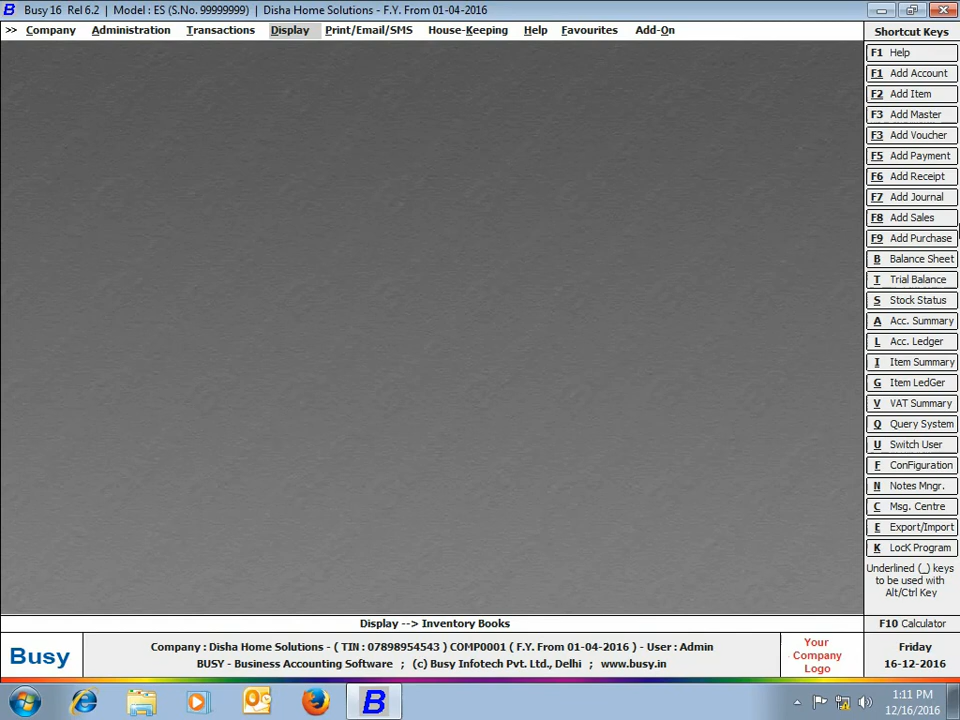 Busy 16 Rel 6.2 | Model : ES (S.No. 99999999) | Disha Home Solutions - F.Y. From 01-04-2016
>> Company Administration Transactions Display Print/Email/SMS House-Keeping Help Favourites Add-On
Shortcut Keys
F1 Help
F1 Add Account
F2 Add Item
F3 Add Master
F3 Add Voucher
F5 Add Payment
F6 Add Receipt
F7 Add Journal
F8 Add Sales
F9 Add Purchase
B Balance Sheet
T Trial Balance
S Stock Status
A Acc. Summary
L Acc. Ledger
I Item Summary
G Item LedGer
V VAT Summary
Q Query System
U Switch User
F ConFiguration
N Notes Mngr.
C Msg. Centre
E Export/Import
K LocK Program
Underlined (_) keys
to be used with
Alt/Ctrl Key
Display --> Inventory Books
F10 Calculator
Busy
Company : Disha Home Solutions - ( TIN : 07898954543 ) COMP0001 ( F.Y. From 01-04-2016 ) - User : Admin
BUSY - Business Accounting Software ; (c) Busy Infotech Pvt. Ltd., Delhi ; www.busy.in
Your
Company
Logo
Friday
16-12-2016
1:11 PM
12/16/2016